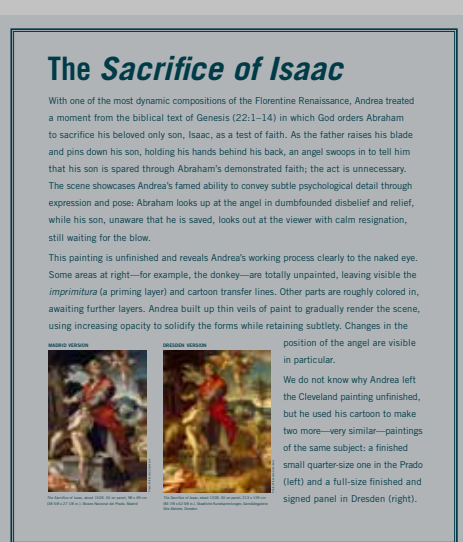 The Sacrifice of Isaac
With one of the most dynamic compositions of the Florentine Renaissance, Andrea treated
a moment from the biblical text of Genesis (22:1–14) in which God orders Abraham
to sacrifice his beloved only son, Isaac, as a test of faith. As the father raises his blade
and pins down his son, holding his hands behind his back, an angel swoops in to tell him
that his son is spared through Abraham's demonstrated faith; the act is unnecessary.
The scene showcases Andrea's famed ability to convey subtle psychological detail through
expression and pose: Abraham looks up at the angel in dumbfounded disbelief and relief,
while his son, unaware that he is saved, looks out at the viewer with calm resignation,
still waiting for the blow.
This painting is unfinished and reveals Andrea's working process clearly to the naked eye.
Some areas at right—for example, the donkey—are totally unpainted, leaving visible the
imprimitura (a priming layer) and cartoon transfer lines. Other parts are roughly colored in,
awaiting further layers. Andrea built up thin veils of paint to gradually render the scene,
using increasing opacity to solidify the forms while retaining subtlety. Changes in the
position of the angel are visible
in particular.
We do not know why Andrea left
the Cleveland painting unfinished,
but he used his cartoon to make
two more—very similar—paintings
of the same subject: a finished
small quarter-size one in the Prado
(left) and a full-size finished and
signed panel in Dresden (right).
MADRID VERSION
DRESDEN VERSION